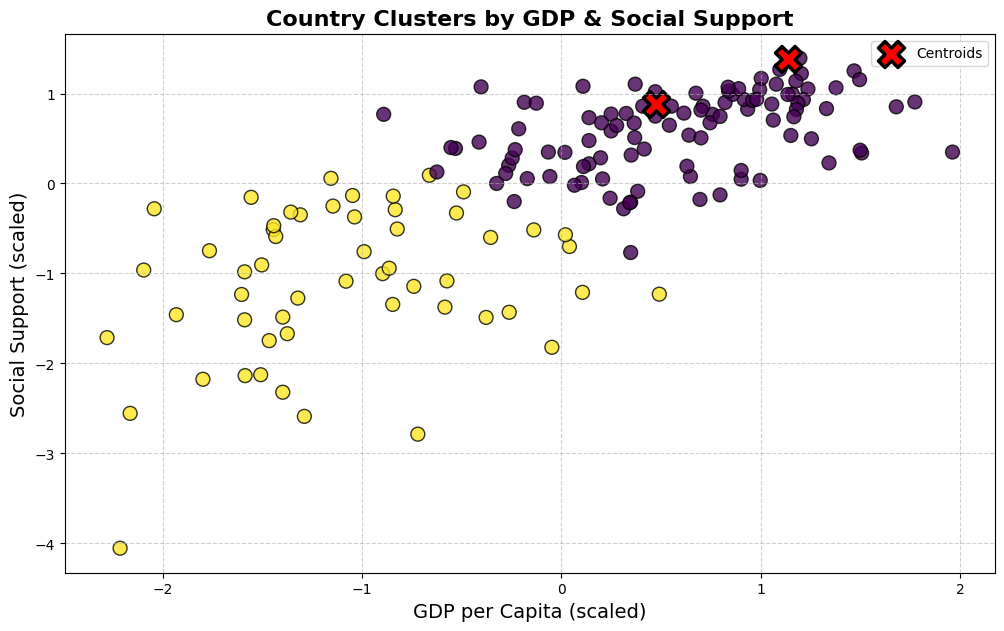 Country Clusters by GDP & Social Support
Centroids
1
0
−1
−2
−3
−4
Social Support (scaled)
−2
−1
0
1
2
GDP per Capita (scaled)